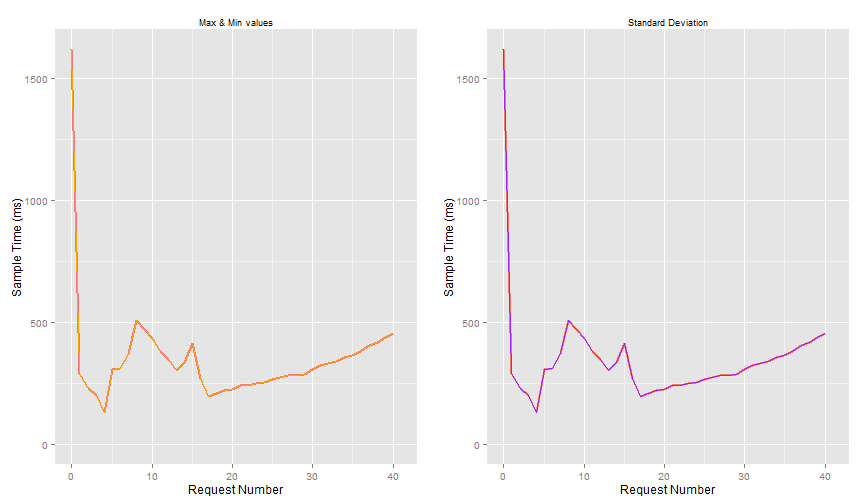 Max & Min values
Sample Time (ms)
1500
1000
500
0
0 10 20 30 40
Request Number
Standard Deviation
Sample Time (ms)
1500
1000
500
0
0 10 20 30 40
Request Number